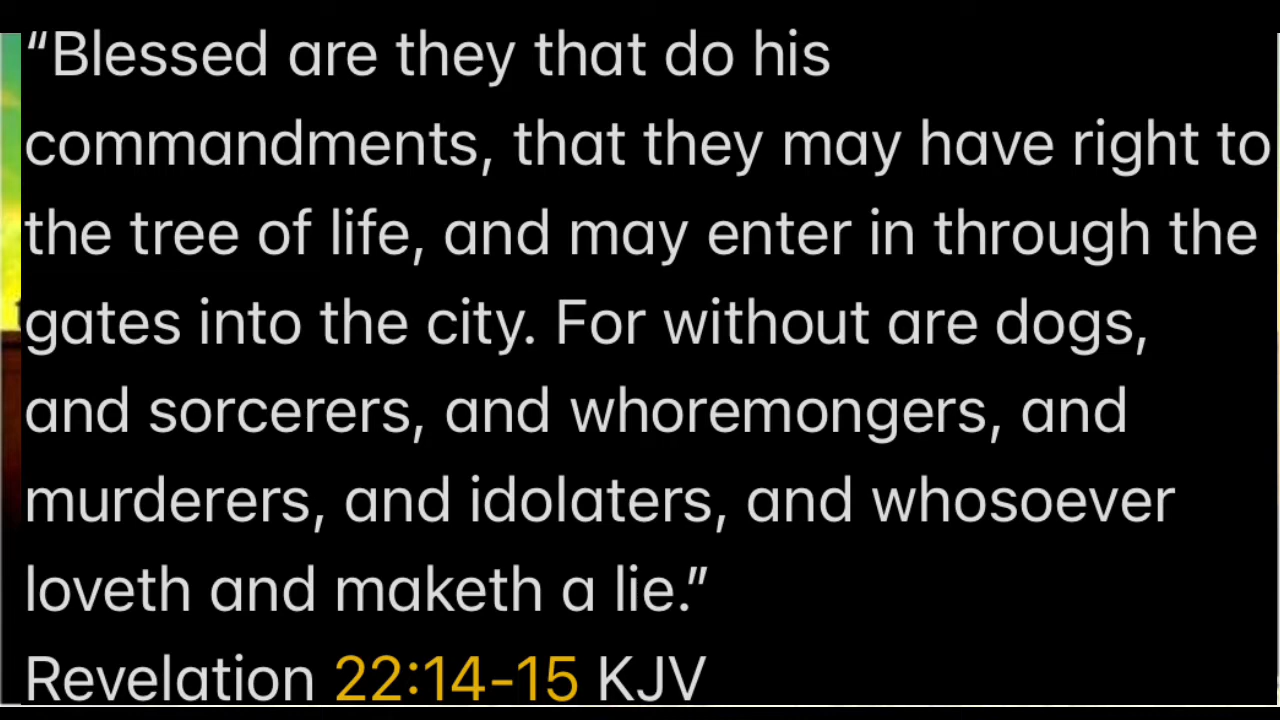 “Blessed are they that do his
commandments, that they may have right to
the tree of life, and may enter in through the
gates into the city. For without are dogs,
and sorcerers, and whoremongers, and
murderers, and idolaters, and whosoever
loveth and maketh a lie.”
Revelation 22:14-15 KJV